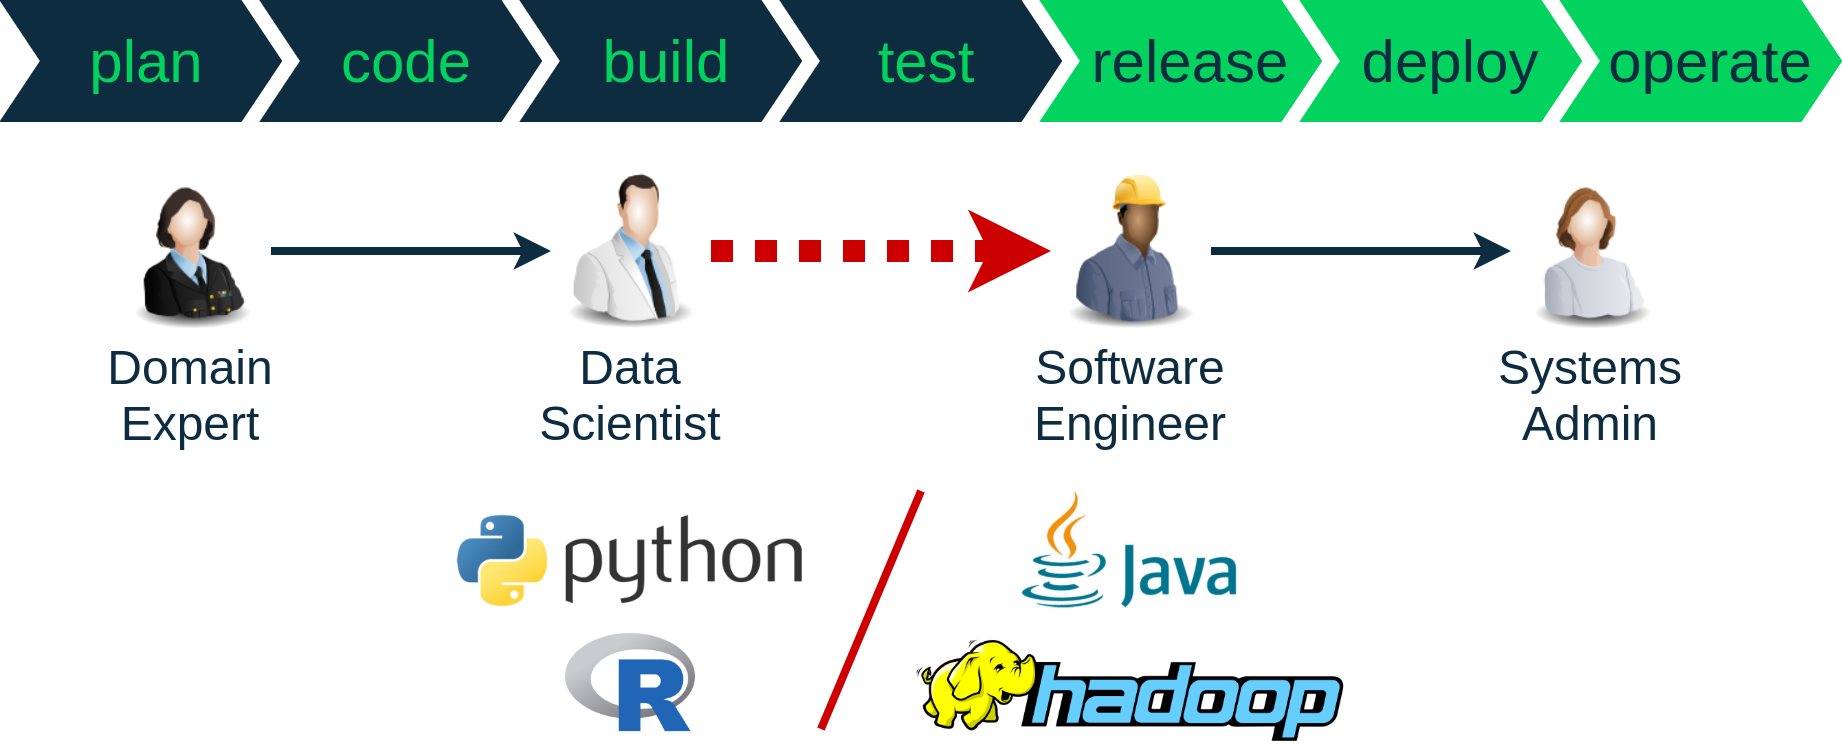 plan code build test release deploy operate
Domain Expert
Data Scientist
Software Engineer
Systems Admin
python
Java
R
hadoop